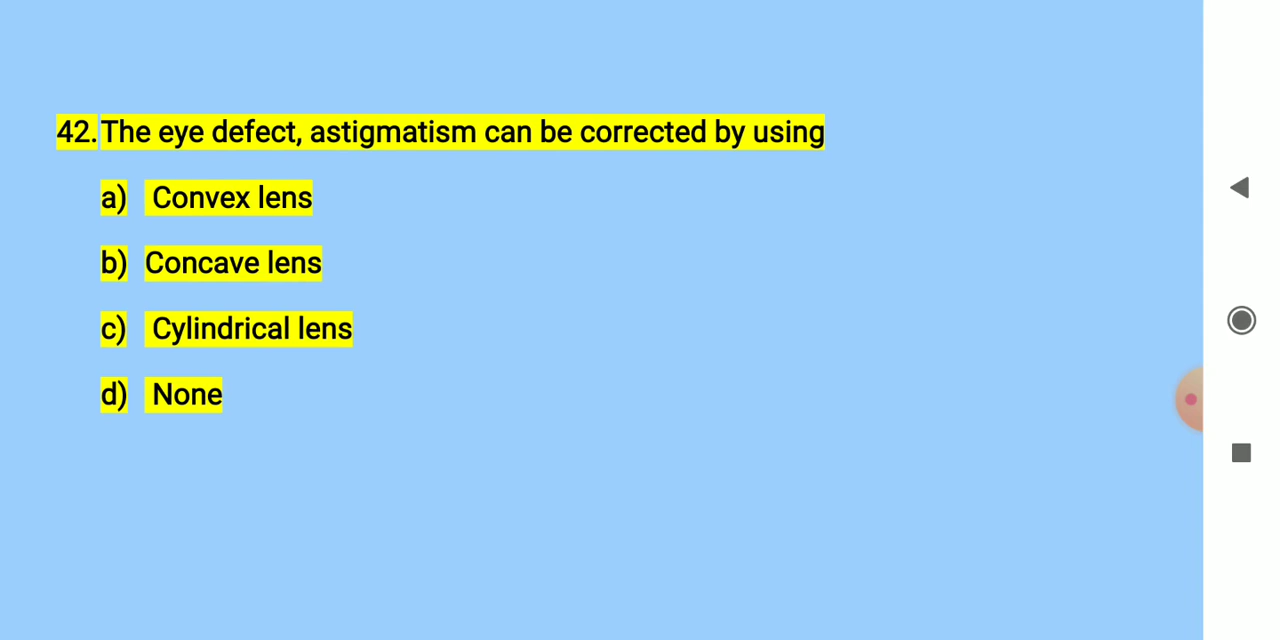 42. The eye defect, astigmatism can be corrected by using
a) Convex lens
b) Concave lens
c) Cylindrical lens
d) None